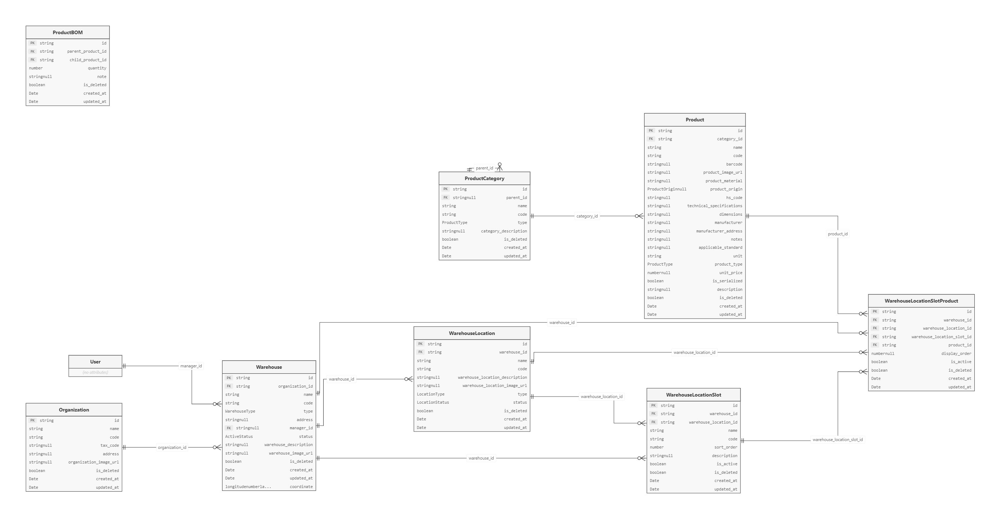 ProductBOM
PK string id
FK string parent_product_id
FK string child_product_id
number quantity
stringnull note
boolean is_deleted
Date created_at
Date updated_at
Product
PK string id
FK string category_id
string name
string code
stringnull barcode
stringnull product_image_url
stringnull product_material
ProductOriginnull product_origin
stringnull hs_code
stringnull technical_specifications
stringnull dimensions
stringnull manufacturer
stringnull manufacturer_address
stringnull notes
stringnull applicable_standard
string unit
ProductType product_type
numbernull unit_price
boolean is_serialized
stringnull description
boolean is_deleted
Date created_at
Date updated_at
parent_id
ProductCategory
PK string id
FK stringnull parent_id
string name
string code
ProductType type
stringnull category_description
boolean is_deleted
Date created_at
Date updated_at
category_id
product_id
WarehouseLocationSlotProduct
PK string id
FK string warehouse_id
FK string warehouse_location_id
FK string warehouse_location_slot_id
FK string product_id
numbernull display_order
boolean is_active
boolean is_deleted
Date created_at
Date updated_at
warehouse_id
WarehouseLocation
PK string id
FK string warehouse_id
string name
string code
stringnull warehouse_location_description
stringnull warehouse_location_image_url
LocationType type
LocationStatus status
boolean is_deleted
Date created_at
Date updated_at
warehouse_location_id
User
(no attributes)
manager_id
Warehouse
PK string id
FK string organization_id
string name
string code
WarehouseType type
stringnull address
FK stringnull manager_id
ActiveStatus status
stringnull warehouse_description
stringnull warehouse_image_url
boolean is_deleted
Date created_at
Date updated_at
longitudenumberla... coordinate
warehouse_id
warehouse_location_id
WarehouseLocationSlot
PK string id
FK string warehouse_id
FK string warehouse_location_id
string name
string code
number sort_order
stringnull description
boolean is_active
boolean is_deleted
Date created_at
Date updated_at
warehouse_location_slot_id
Organization
PK string id
string name
string code
stringnull tax_code
stringnull address
stringnull organization_image_url
boolean is_deleted
Date created_at
Date updated_at
organization_id
warehouse_id